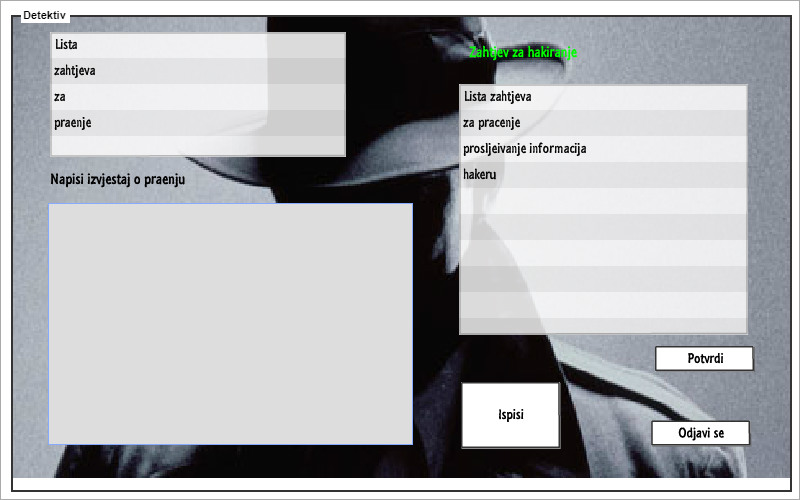 Detektiv
Lista
zahtjeva
za
praenje
Napisi izvjestaj o praenju
Zahtjev za hakiranje
Lista zahtjeva
za pracenje
prosljeivanje informacija
hakeru
Potvrdi
Ispisi
Odjavi se